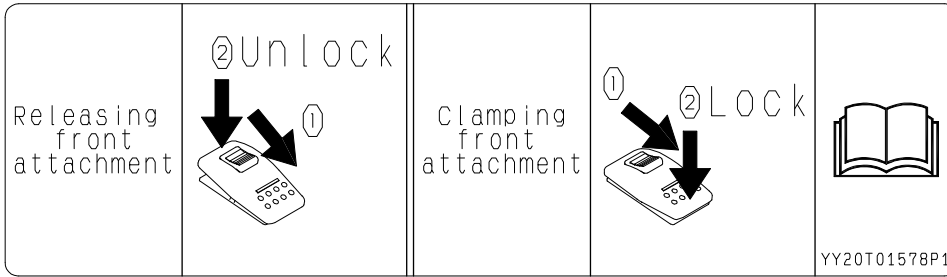 Releasing
front
attachment
②Unlock
①
Clamping
front
attachment
①
②Lock
YY20T01578P1